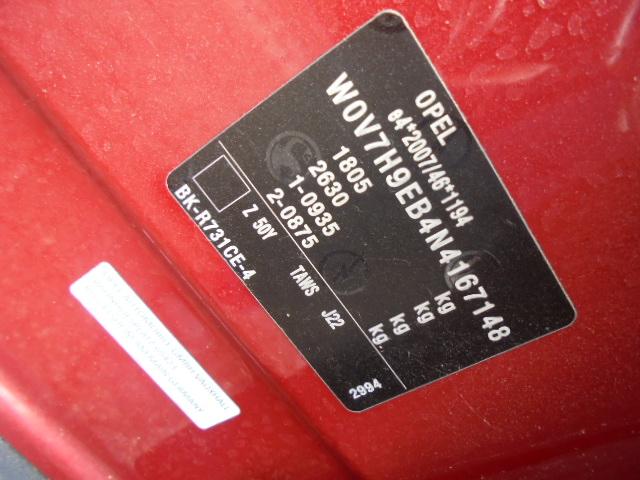 OPEL
e4*2007/46*1194
W0V7H9EB4N4167148
1805 kg
2630 kg
1-0935 kg
2-0875 kg.
Z 50Y TAWS J22
BK-R731CE-4
2994